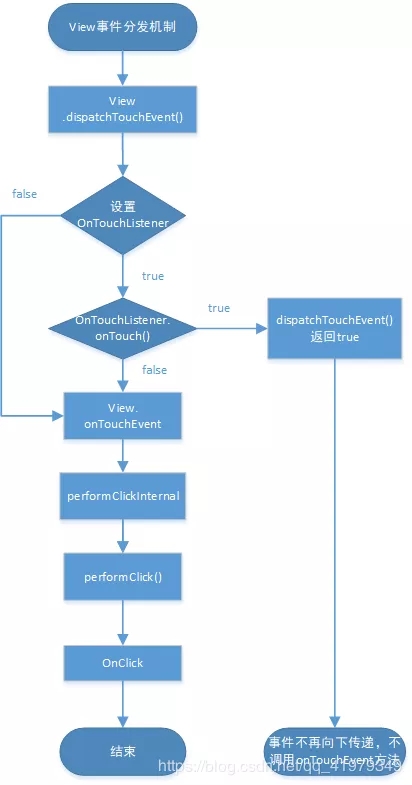 View事件分发机制
View
.dispatchTouchEvent()
false
设置
OnTouchListener
true
true
OnTouchListener.
onTouch()
dispatchTouchEvent()
返回true
false
View.
onTouchEvent
performClickInternal
performClick()
OnClick
结束
事件不再向下传递，不
调用onTouchEvent方法
https://blog.csdn.net/qq_41979349